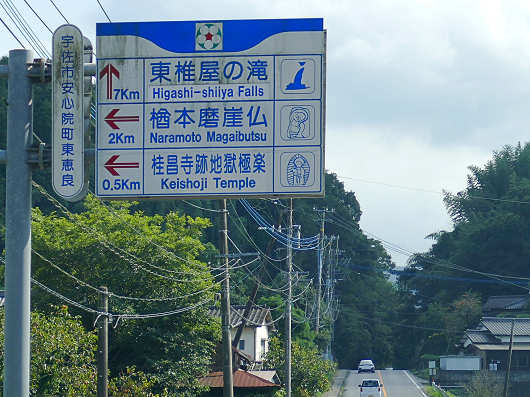 宇佐市安心院町東恵良
7Km 東椎屋の滝
Higashi-shiiya Falls
2Km 楢本磨崖仏
Naramoto Magaibutsu
0.5Km 桂昌寺跡地獄極楽
Keishoji Temple